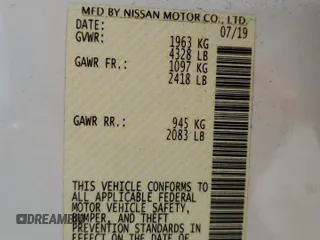 MFD BY NISSAN MOTOR CO., LTD.
DATE: 07/19
GVWR: 1963 KG
4328 LB
GAWR FR.: 1097 KG
2418 LB
GAWR RR.: 945 KG
2083 LB
THIS VEHICLE CONFORMS TO
ALL APPLICABLE FEDERAL
MOTOR VEHICLE SAFETY,
BUMPER, AND THEFT
PREVENTION STANDARDS IN
EFFECT ON THE DATE OF